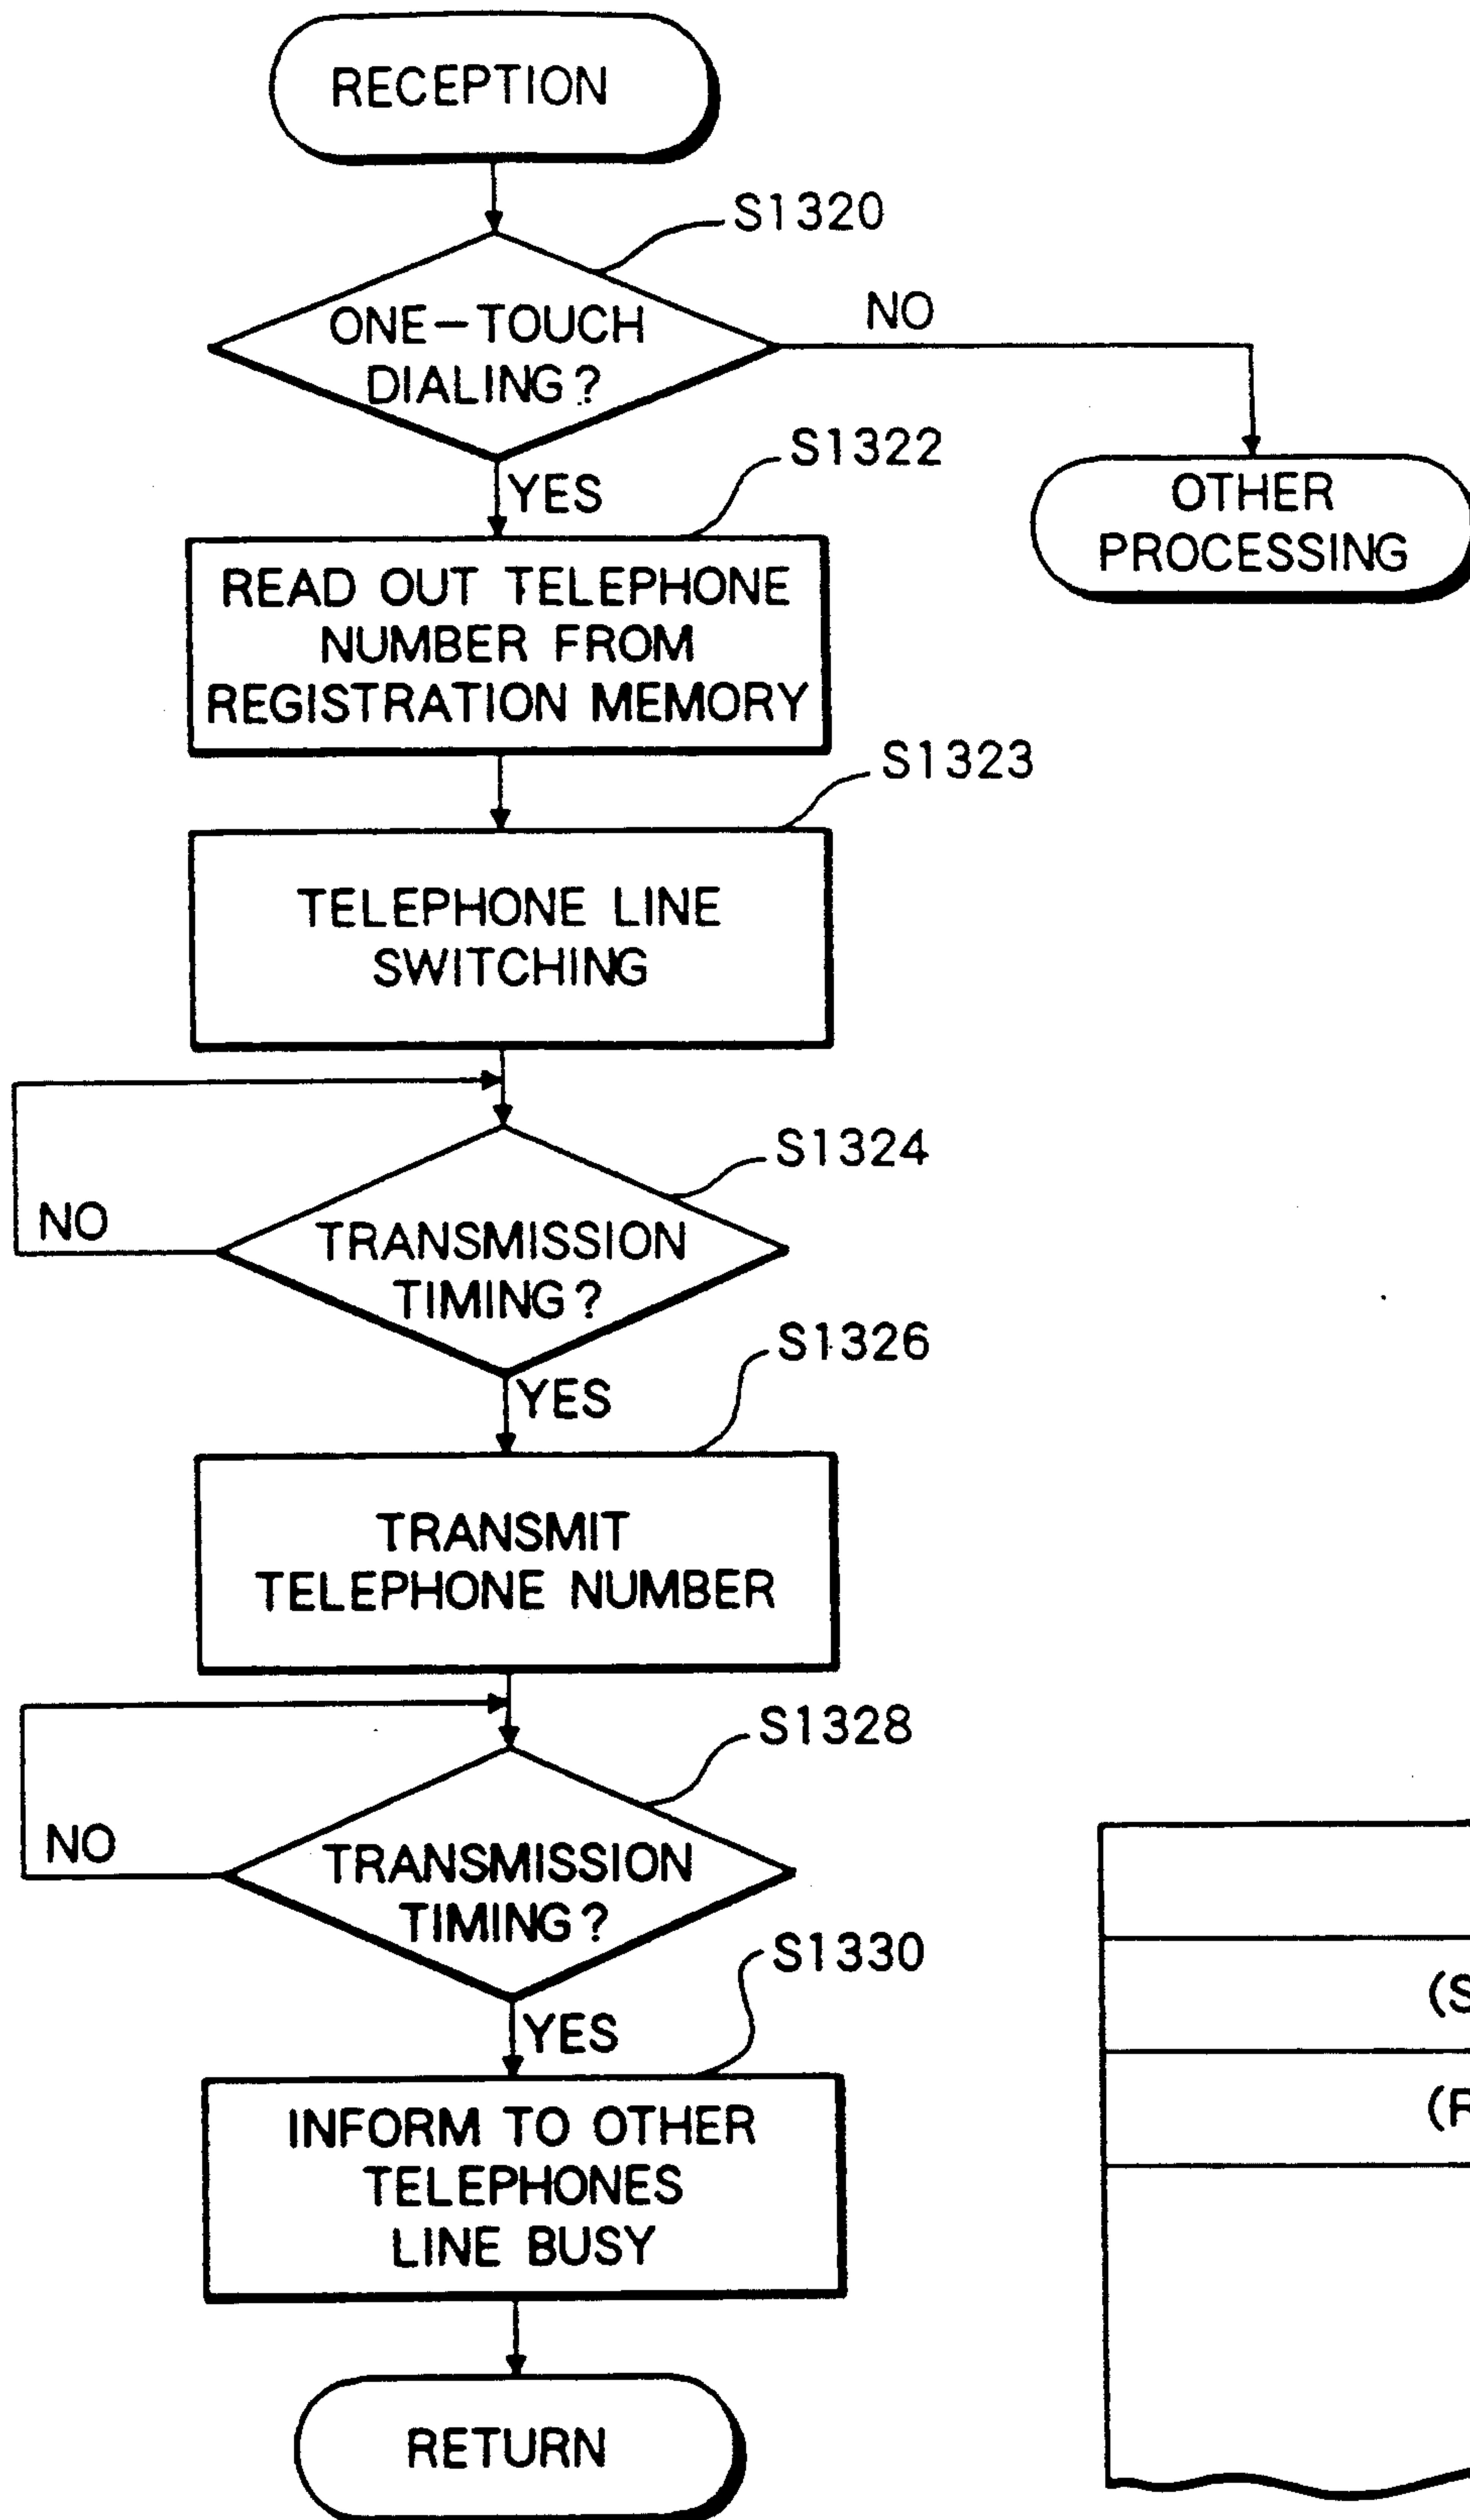 RECEPTION
S1320
ONE-TOUCH
DIALING?
NO
YES
OTHER
PROCESSING
S1322
READ OUT TELEPHONE
NUMBER FROM
REGISTRATION MEMORY
S1323
TELEPHONE LINE
SWITCHING
S1324
TRANSMISSION
TIMING?
NO
YES
S1326
TRANSMIT
TELEPHONE NUMBER
S1328
TRANSMISSION
TIMING?
NO
YES
S1330
INFORM TO OTHER
TELEPHONES
LINE BUSY
RETURN